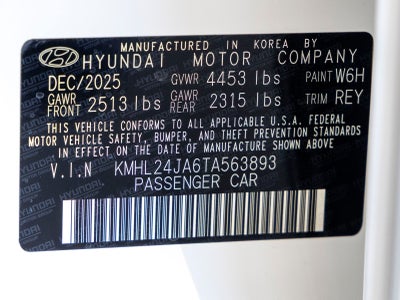 MANUFACTURED IN KOREA BY
HYUNDAI MOTOR COMPANY
DEC/2025 GVWR 4453 lbs PAINT W6H
GAWR FRONT 2513 lbs GAWR REAR 2315 lbs TRIM REY
THIS VEHICLE CONFORMS TO ALL APPLICABLE U.S.A. FEDERAL
MOTOR VEHICLE SAFETY, BUMPER, AND THEFT PREVENTION STANDARDS
IN EFFECT ON THE DATE OF MANUFACTURE SHOWN ABOVE
V.I.N KMHL24JA6TA563893
PASSENGER CAR